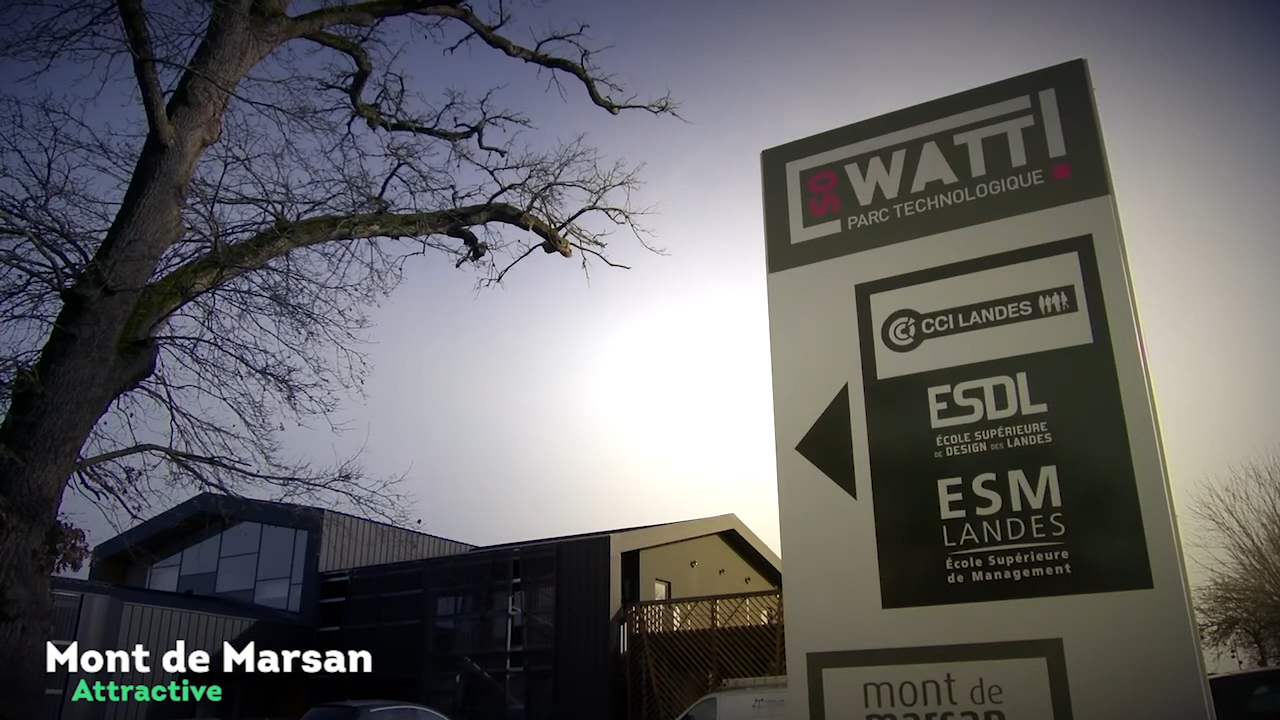 SO WATT!
PARC TECHNOLOGIQUE
CCI LANDES
ESDL
ÉCOLE SUPÉRIEURE
DE DESIGN DES LANDES
ESM
LANDES
École Supérieure
de Management
mont de
marsan
Mont de Marsan
Attractive